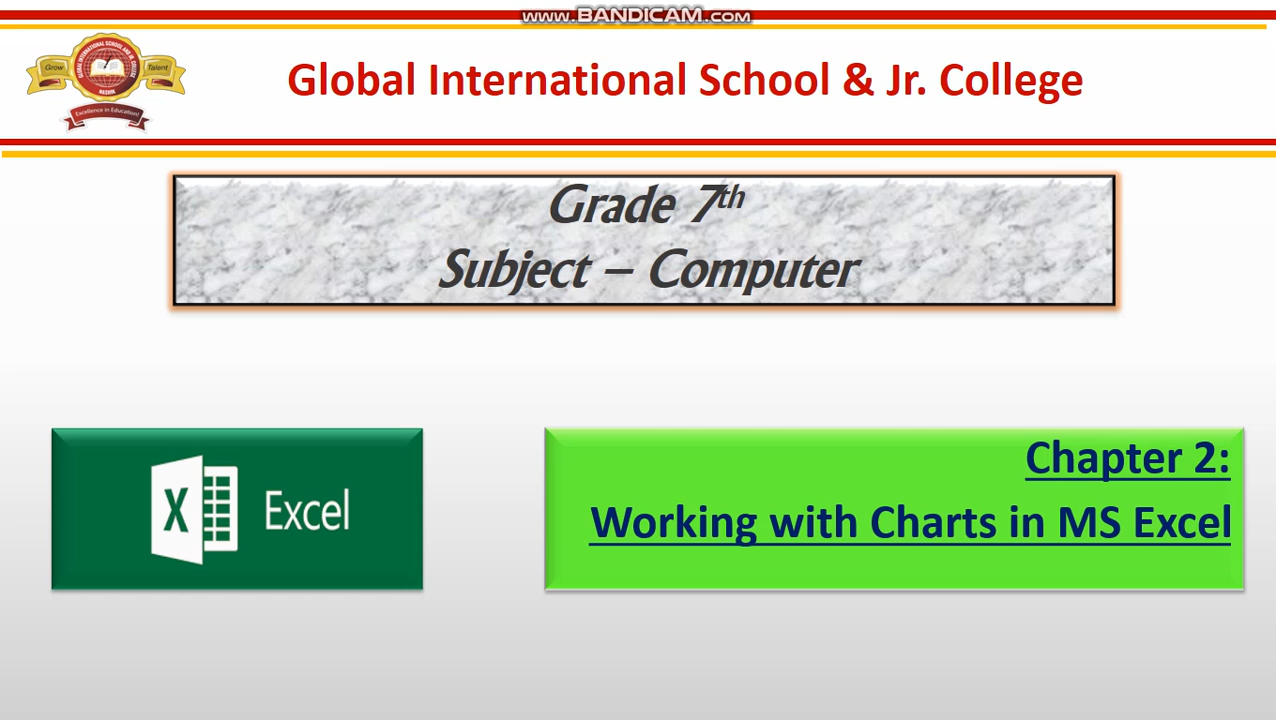 www.BANDICAM.com
Grow
Talent
Excellence in Education!
Global International School & Jr. College
Grade 7th
Subject – Computer
X
Excel
Chapter 2:
Working with Charts in MS Excel